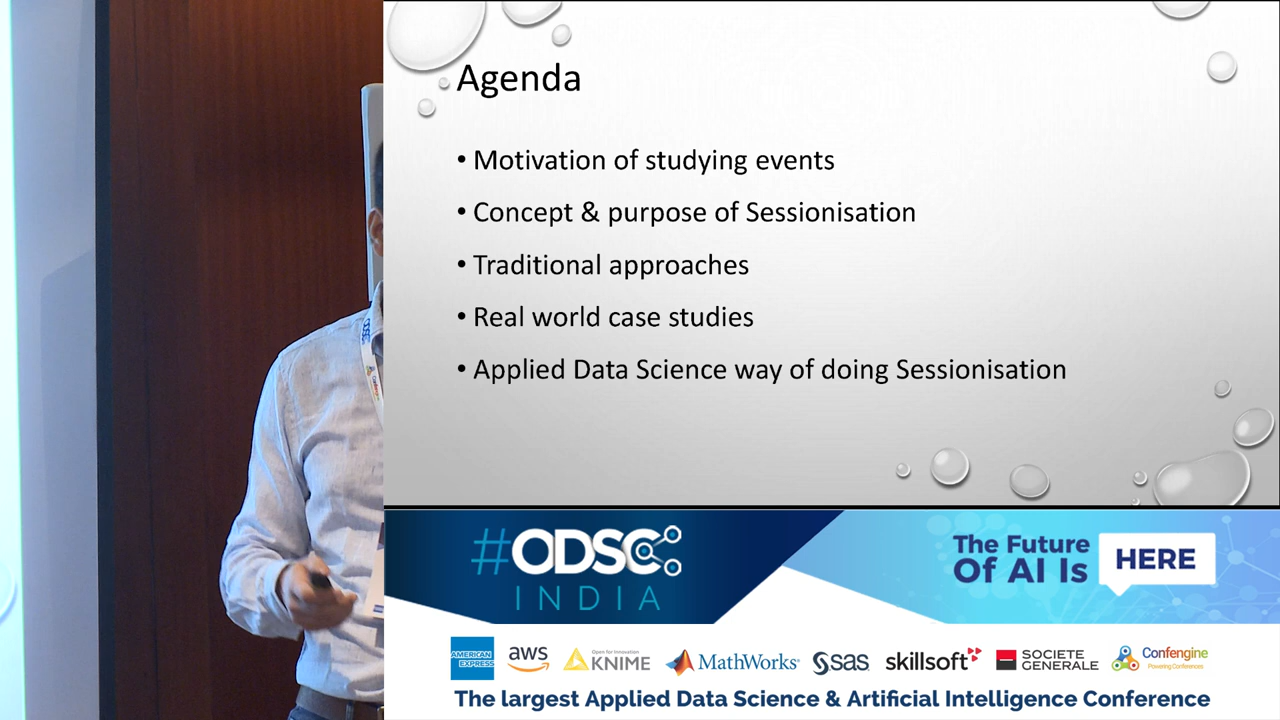 Agenda
• Motivation of studying events
• Concept & purpose of Sessionisation
• Traditional approaches
• Real world case studies
• Applied Data Science way of doing Sessionisation
#ODSC
INDIA
The Future
Of AI Is
HERE
AMERICAN
EXPRESS
aws
Open for Innovation
KNIME
MathWorks®
sas
skillsoft
SOCIETE
GENERALE
Confengine
Powering Conferences
The largest Applied Data Science & Artificial Intelligence Conference